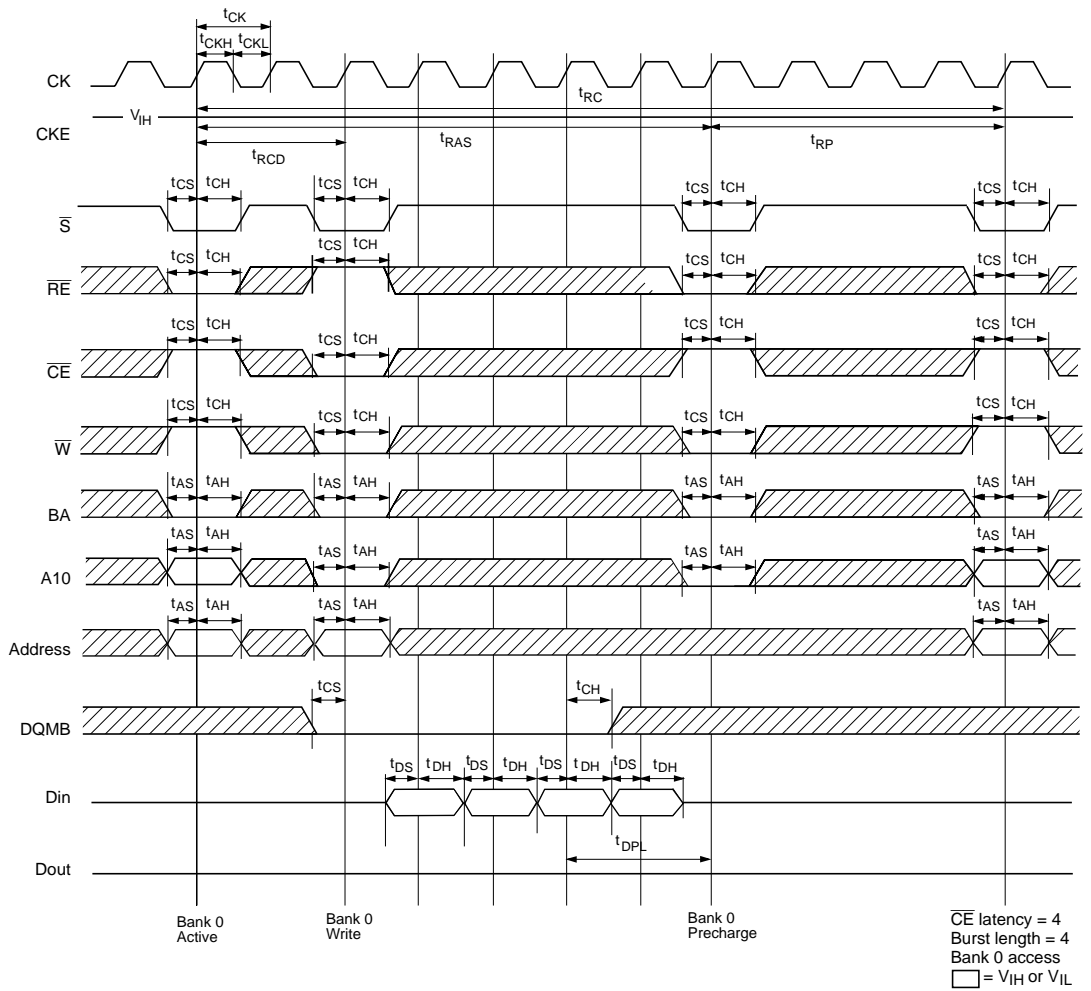 tCK
tCKH tCKL
CK
tRC
VIH
CKE
tRAS tRP
tRCD
tCS tCH tCS tCH tCS tCH tCS tCH
S
tCS tCH tCS tCH tCS tCH tCS tCH
RE
tCS tCH tCS tCH tCS tCH tCS tCH
CE
tCS tCH tCS tCH tCS tCH tCS tCH
W
tAS tAH tAS tAH tAS tAH tAS tAH
BA
tAS tAH tAS tAH tAS tAH tAS tAH
A10
tAS tAH tAS tAH tAS tAH
Address
tCS tCH
DQMB
tDS tDH tDS tDH tDS tDH tDS tDH
Din
tDPL
Dout
Bank 0
Active
Bank 0
Write
Bank 0
Precharge
CE latency = 4
Burst length = 4
Bank 0 access
= VIH or VIL